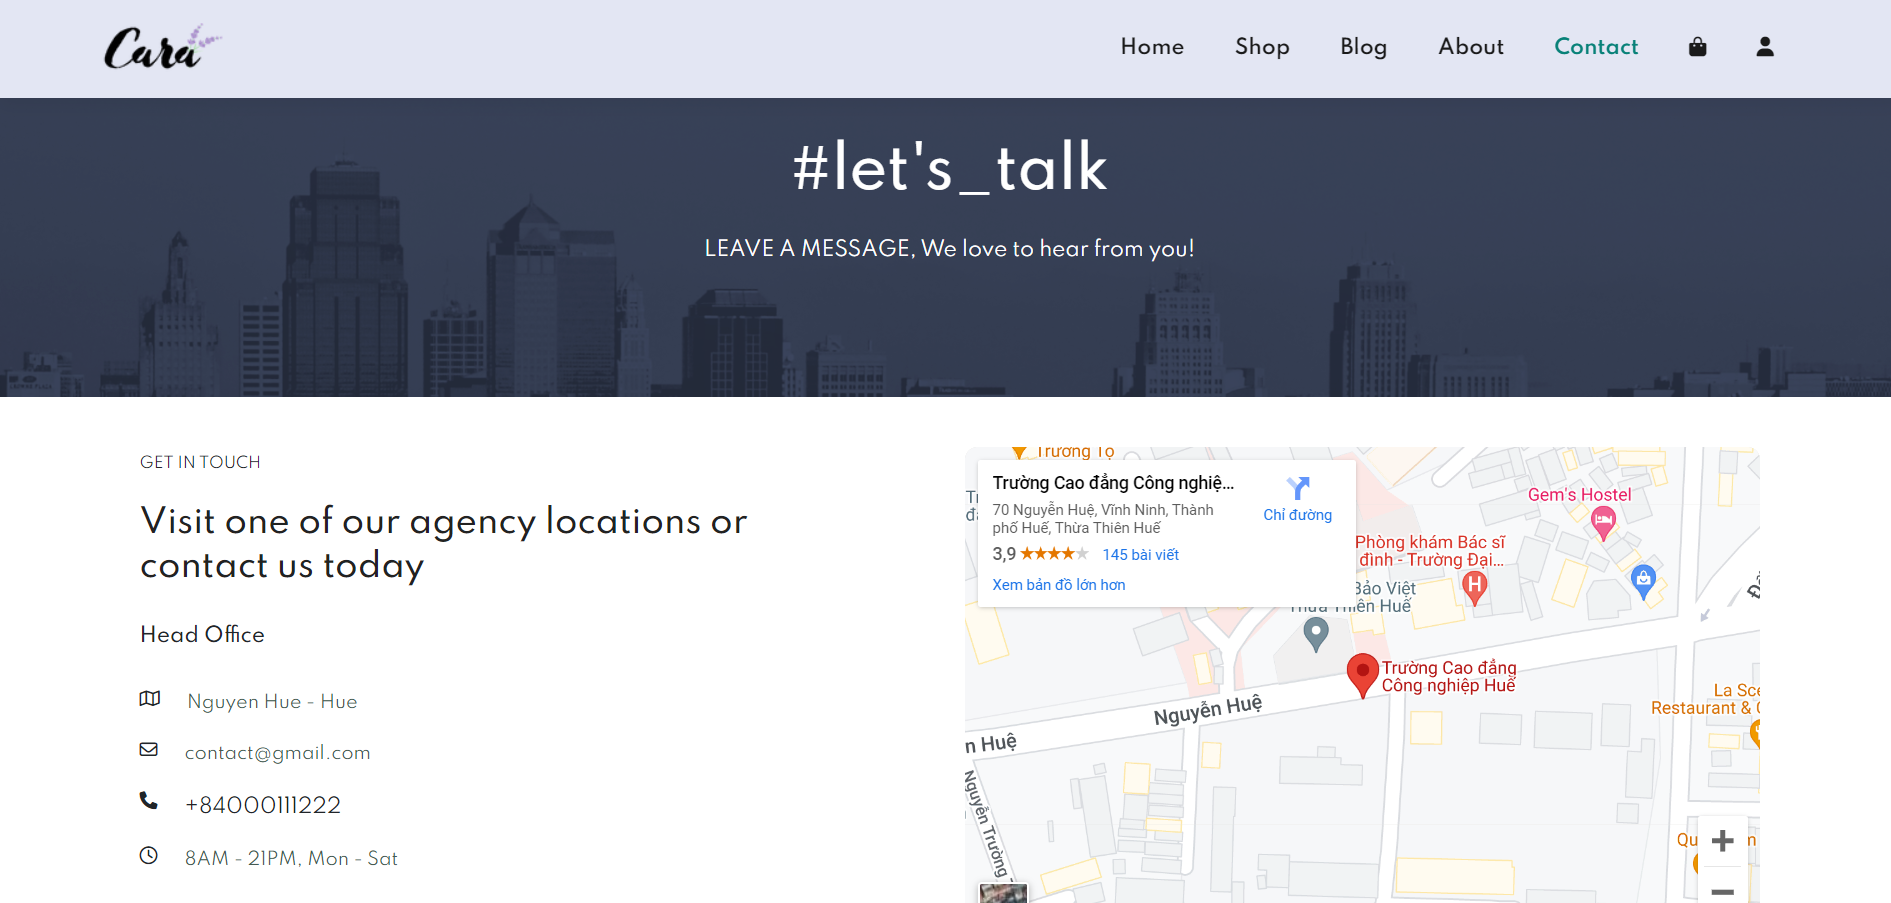 Cara
Home Shop Blog About Contact
#let's_talk
LEAVE A MESSAGE, We love to hear from you!
GET IN TOUCH
Visit one of our agency locations or
contact us today
Head Office
Nguyen Hue - Hue
contact@gmail.com
+84000111222
8AM - 21PM, Mon - Sat
Trường Tộ
Trường Cao đẳng Công nghiệ...
70 Nguyễn Huệ, Vĩnh Ninh, Thành
phố Huế, Thừa Thiên Huế
3,9 145 bài viết
Xem bản đồ lớn hơn
Chỉ đường
Gem's Hostel
Phòng khám Bác sĩ
đình - Trường Đại...
Bảo Việt
Thừa Thiên Huế
Trường Cao đẳng
Công nghiệp Huế
Nguyễn Huệ
n Huệ
Nguyễn Trường
La Sce
Restaurant &
Qu